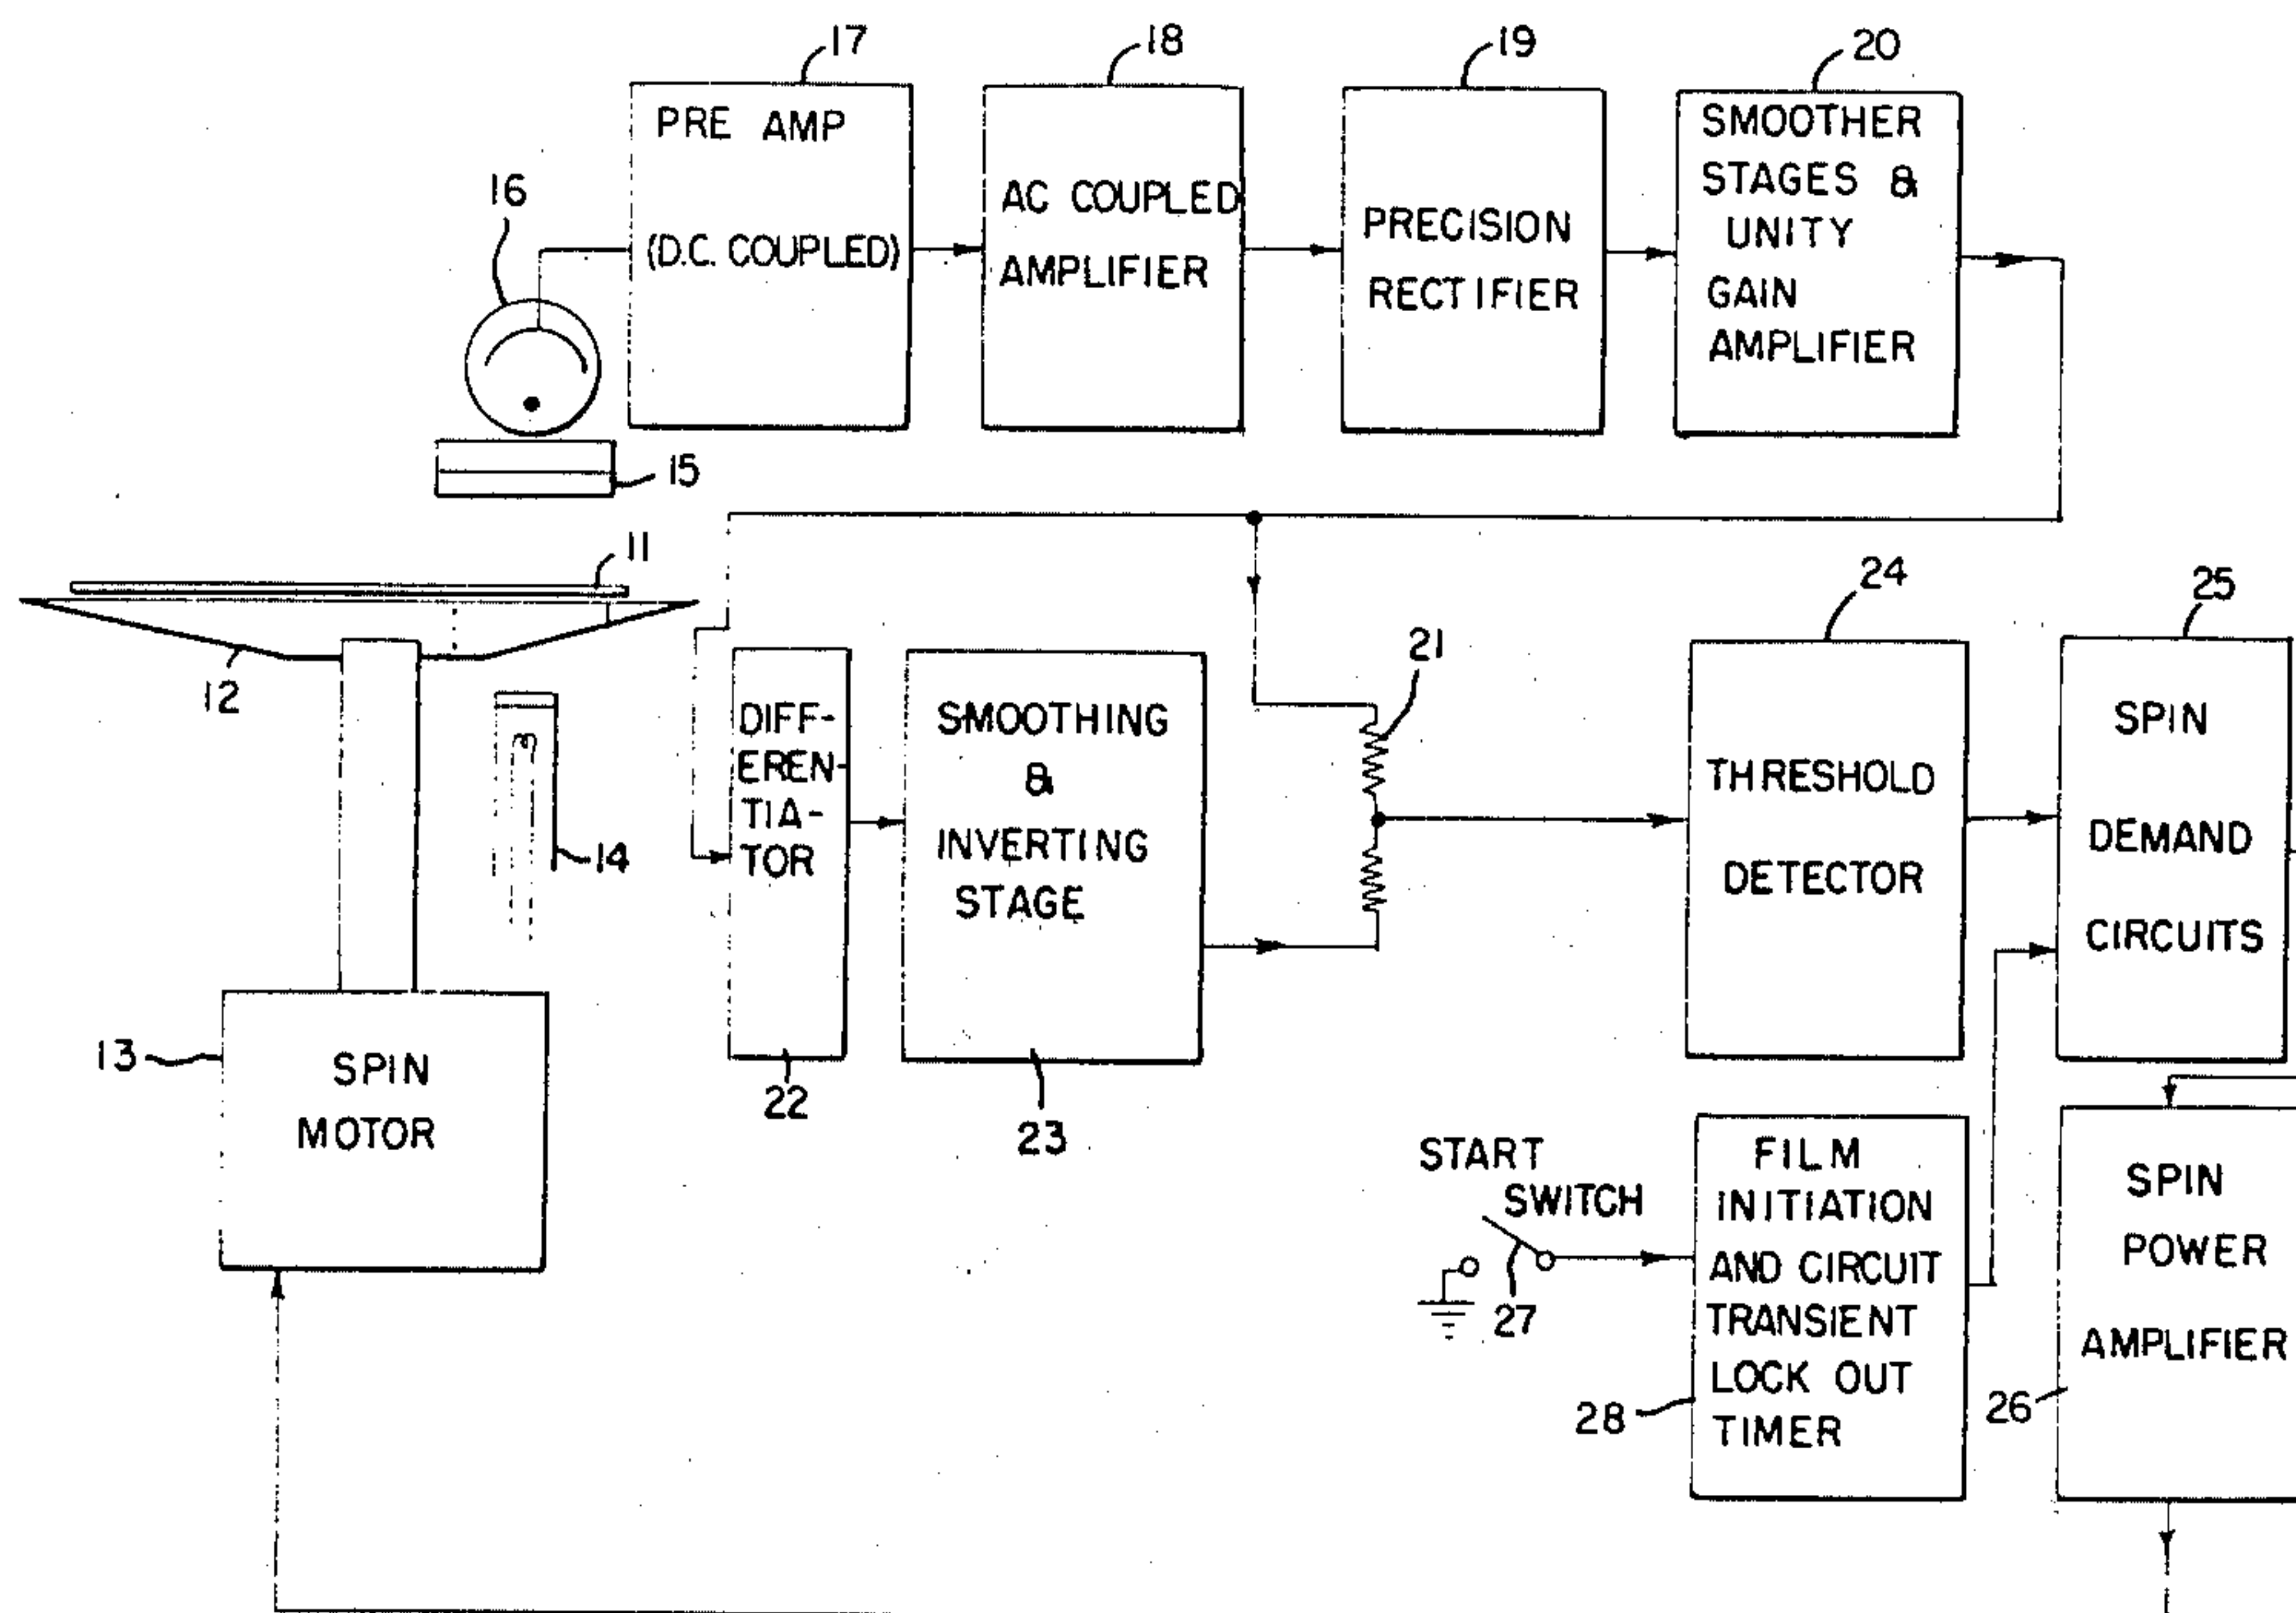 17
18
19
20
16
PRE AMP
(D.C. COUPLED)
AC COUPLED
AMPLIFIER
PRECISION
RECTIFIER
SMOOTHER
STAGES &
UNITY
GAIN
AMPLIFIER
15
11
12
14
13
SPIN
MOTOR
DIFF-
EREN-
TIA-
TOR
22
SMOOTHING
&
INVERTING
STAGE
23
21
24
THRESHOLD
DETECTOR
25
SPIN
DEMAND
CIRCUITS
START
SWITCH
27
FILM
INITIATION
AND CIRCUIT
TRANSIENT
LOCK OUT
TIMER
28
SPIN
POWER
AMPLIFIER
26